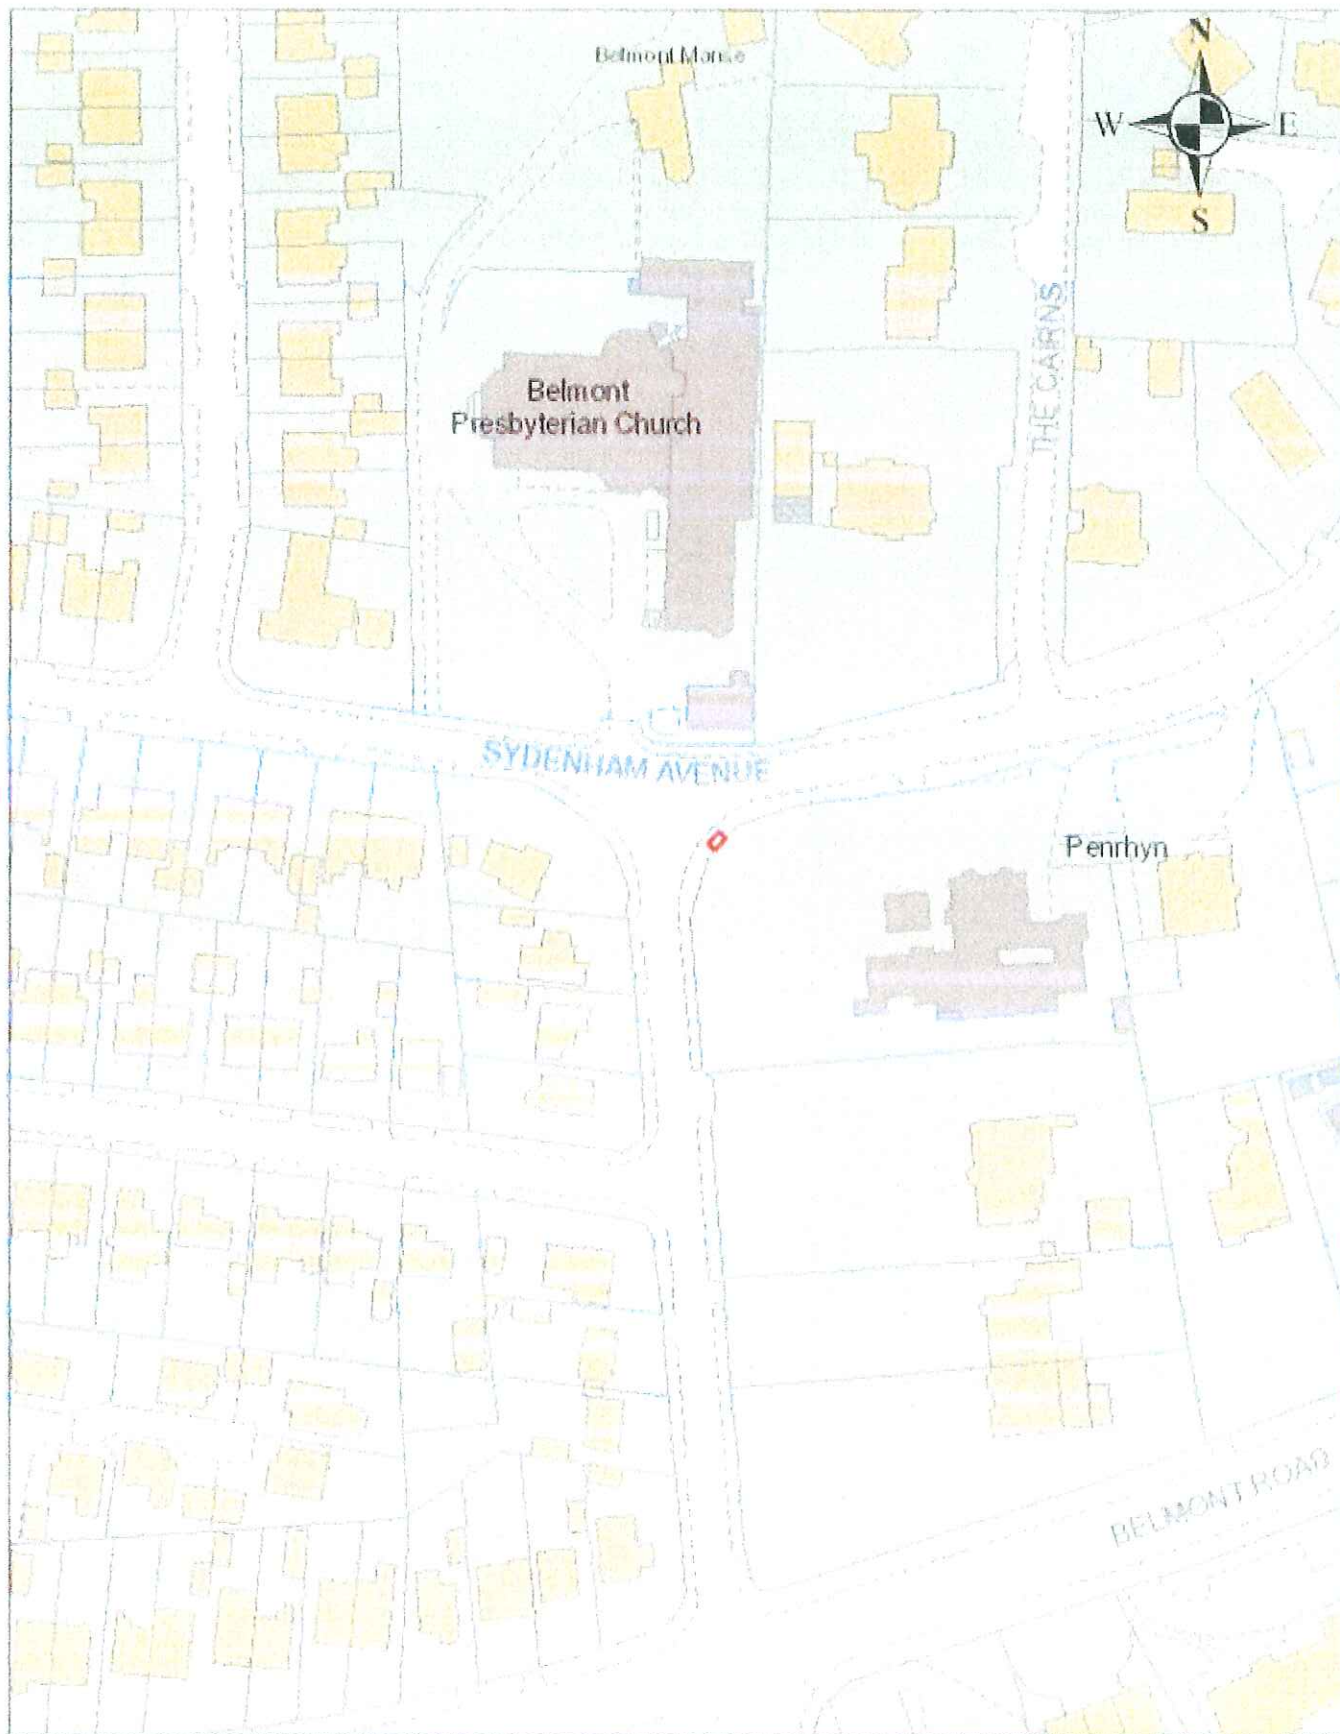 Belmont Manse
N
W E
S
THE CAIRNS
Belmont
Presbyterian Church
SYDENHAM AVENUE
Penrhyn
BELMONT ROAD